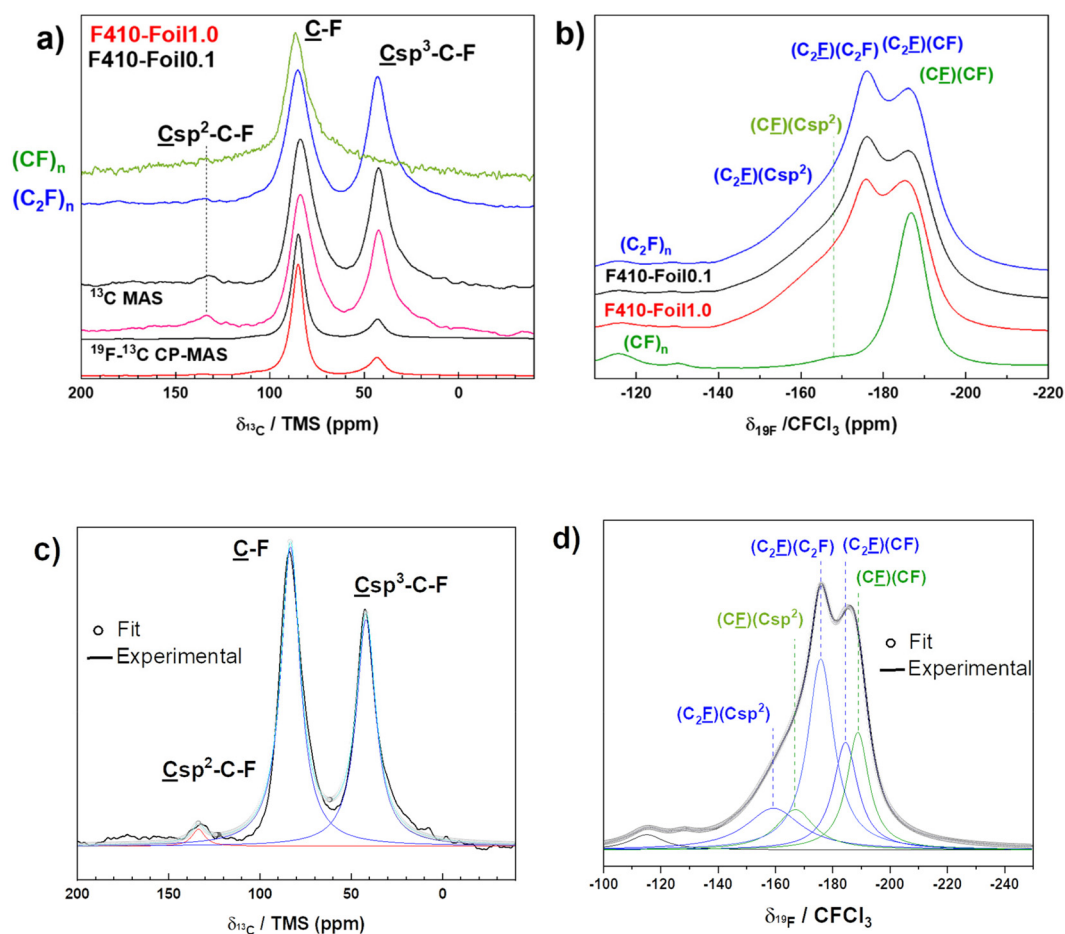 a)
F410-Foil1.0
F410-Foil0.1
C-F
Csp³-C-F
Csp²-C-F
(CF)n
(C₂F)n
¹³C MAS
¹⁹F-¹³C CP-MAS
200 150 100 50 0
δ₁₃C / TMS (ppm)
b)
(C₂F)(C₂F) (C₂F)(CF)
(CF)(CF)
(CF)(Csp²)
(C₂F)(Csp²)
(C₂F)n
F410-Foil0.1
F410-Foil1.0
(CF)n
-120 -140 -160 -180 -200 -220
δ₁₉F /CFCl₃ (ppm)
c)
C-F
Csp³-C-F
Fit
Experimental
Csp²-C-F
200 150 100 50 0
δ₁₃C / TMS (ppm)
d)
(C₂F)(C₂F) (C₂F)(CF)
(CF)(CF)
(CF)(Csp²)
Fit
Experimental
(C₂F)(Csp²)
-100 -120 -140 -160 -180 -200 -220 -240
δ₁₉F / CFCl₃